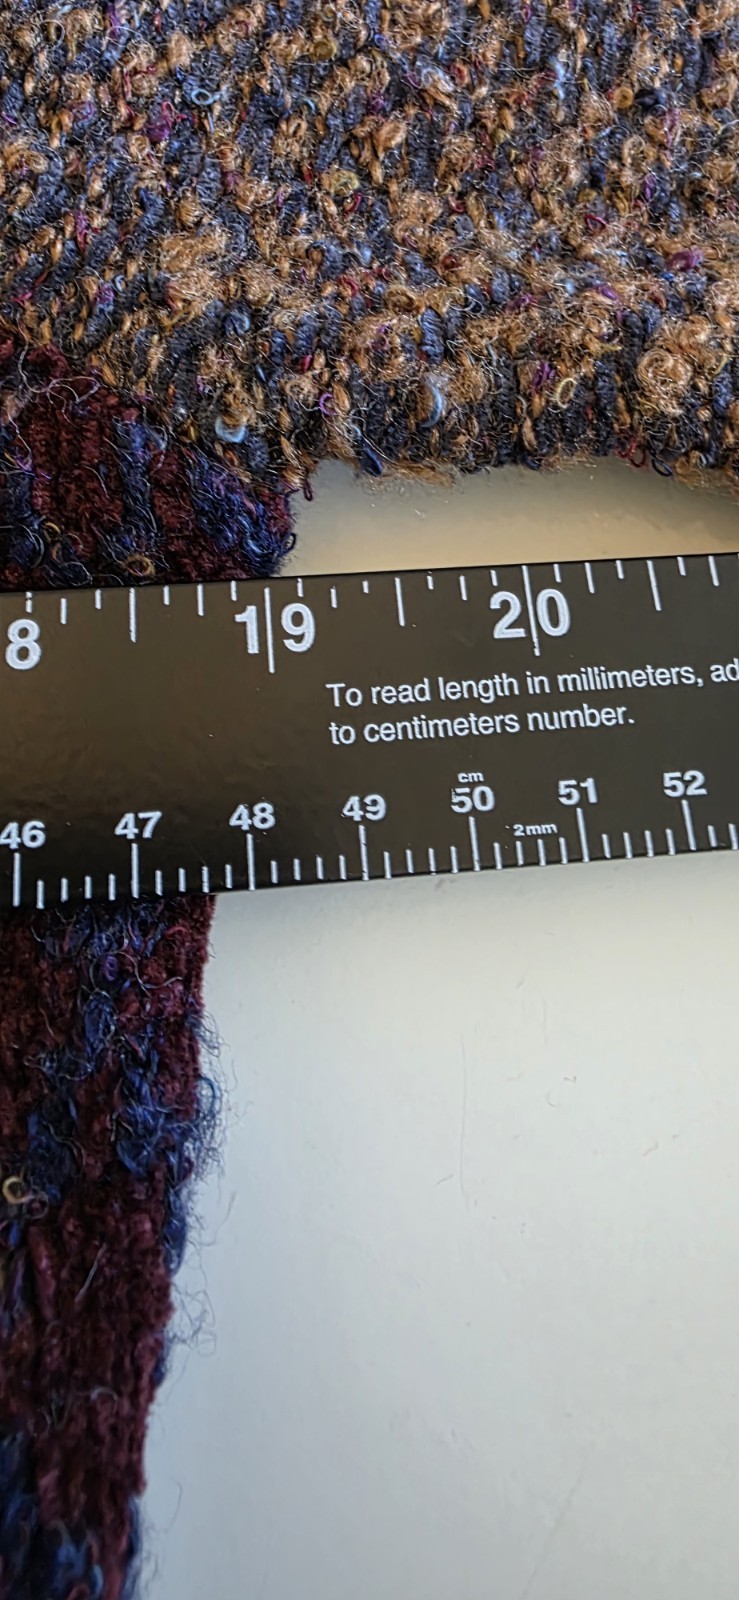 8 19 20
To read length in millimeters, ad
to centimeters number.
cm
46 47 48 49 50 51 52
2mm